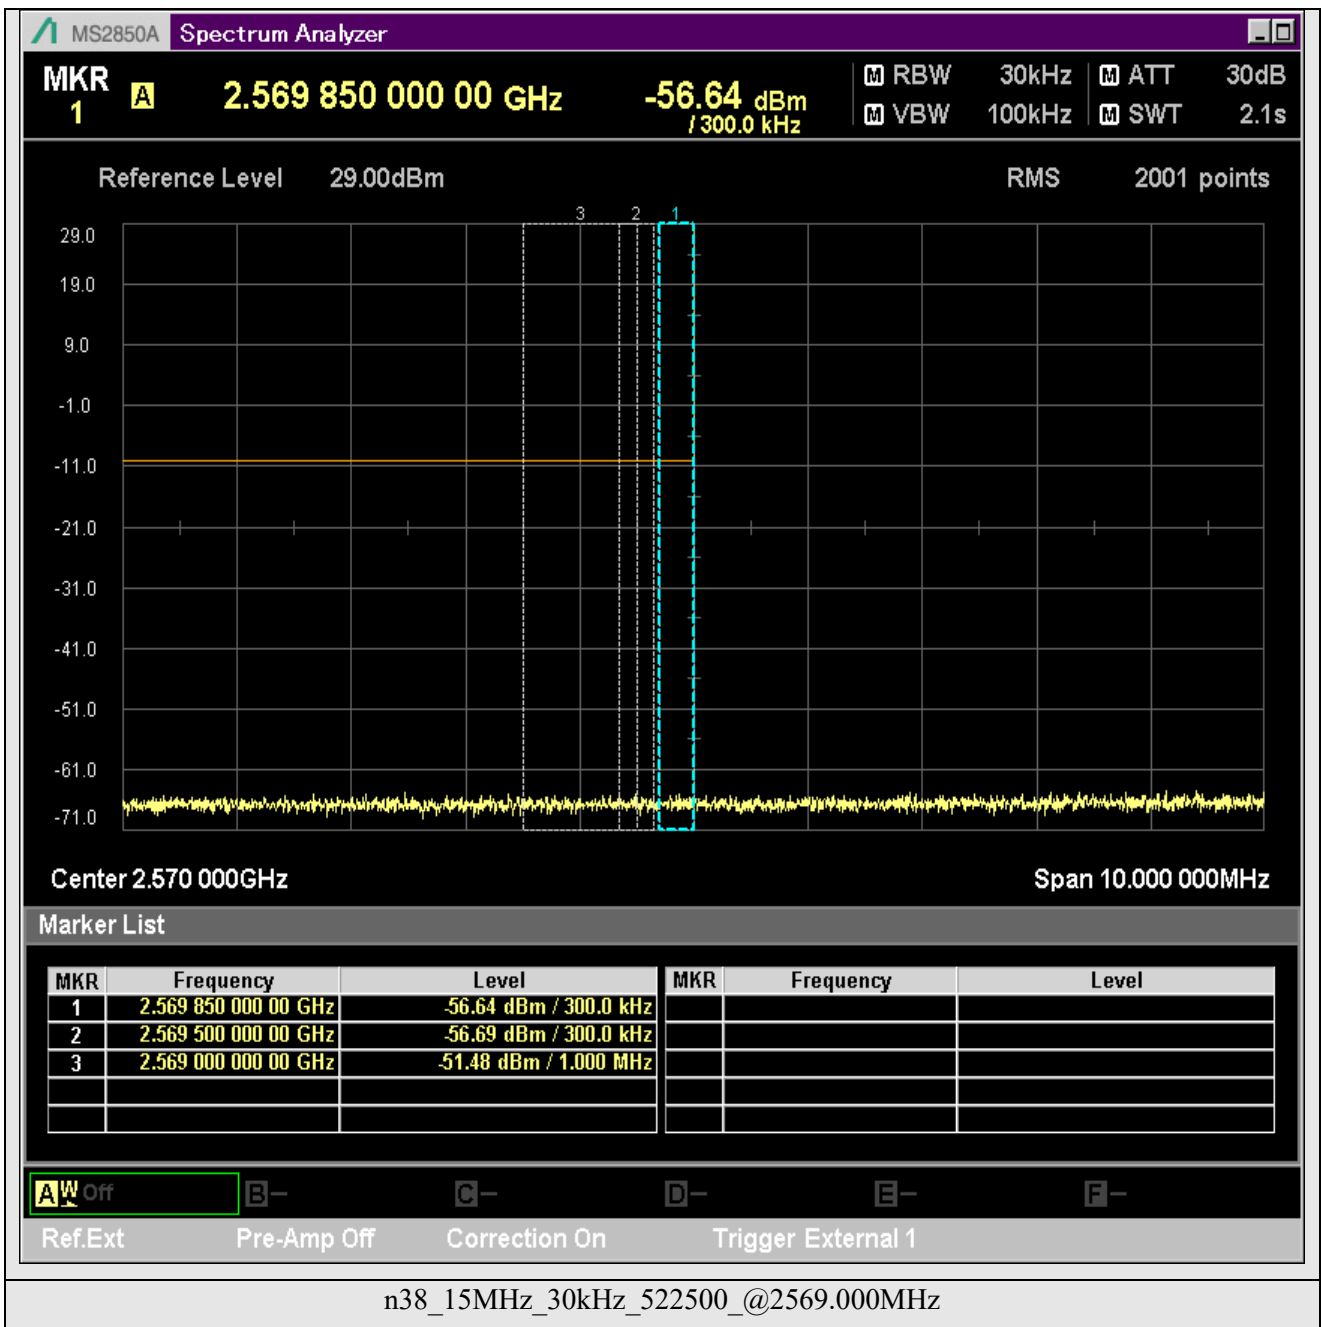 MS2850A Spectrum Analyzer
MKR 1 A 2.569 850 000 00 GHz -56.64 dBm / 300.0 kHz
M RBW 30kHz M ATT 30dB
M VBW 100kHz M SWT 2.1s
Reference Level 29.00dBm RMS 2001 points
3 2 1
29.0
19.0
9.0
-1.0
-11.0
-21.0
-31.0
-41.0
-51.0
-61.0
-71.0
Center 2.570 000GHz Span 10.000 000MHz
Marker List
MKR Frequency Level MKR Frequency Level
1 2.569 850 000 00 GHz -56.64 dBm / 300.0 kHz
2 2.569 500 000 00 GHz -56.69 dBm / 300.0 kHz
3 2.569 000 000 00 GHz -51.48 dBm / 1.000 MHz
A W Off B - C - D - E - F -
Ref.Ext Pre-Amp Off Correction On Trigger External 1
n38_15MHz_30kHz_522500_@2569.000MHz